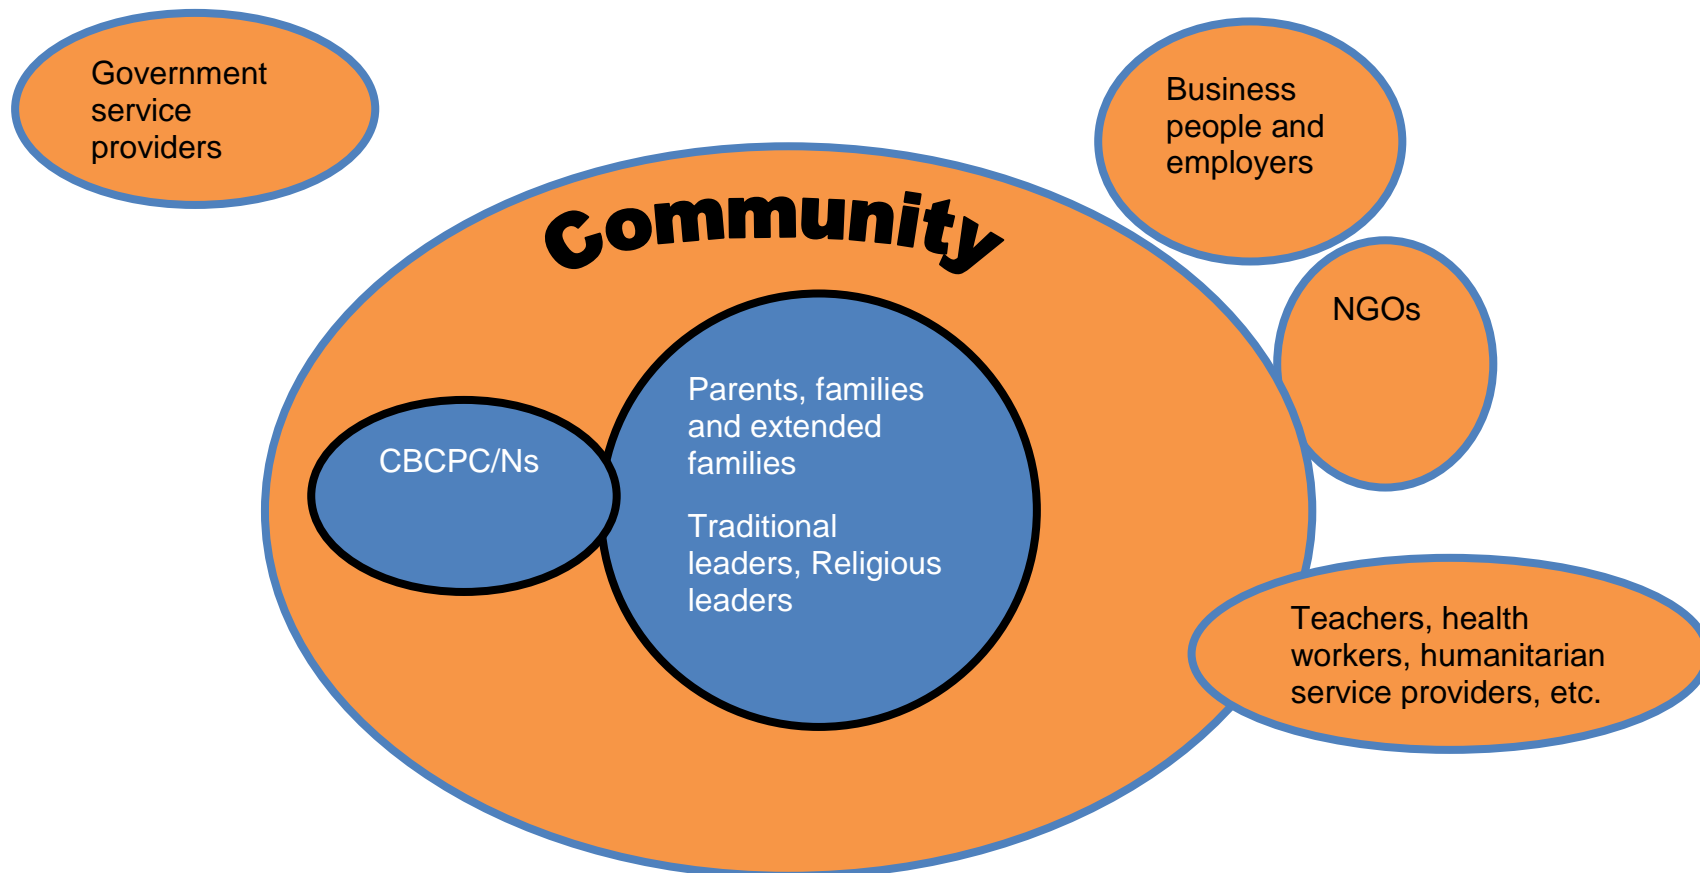 Government
service
providers
Business
people and
employers
Community
NGOs
Parents, families
and extended
families
CBCPC/Ns
Traditional
leaders, Religious
leaders
Teachers, health
workers, humanitarian
service providers, etc.